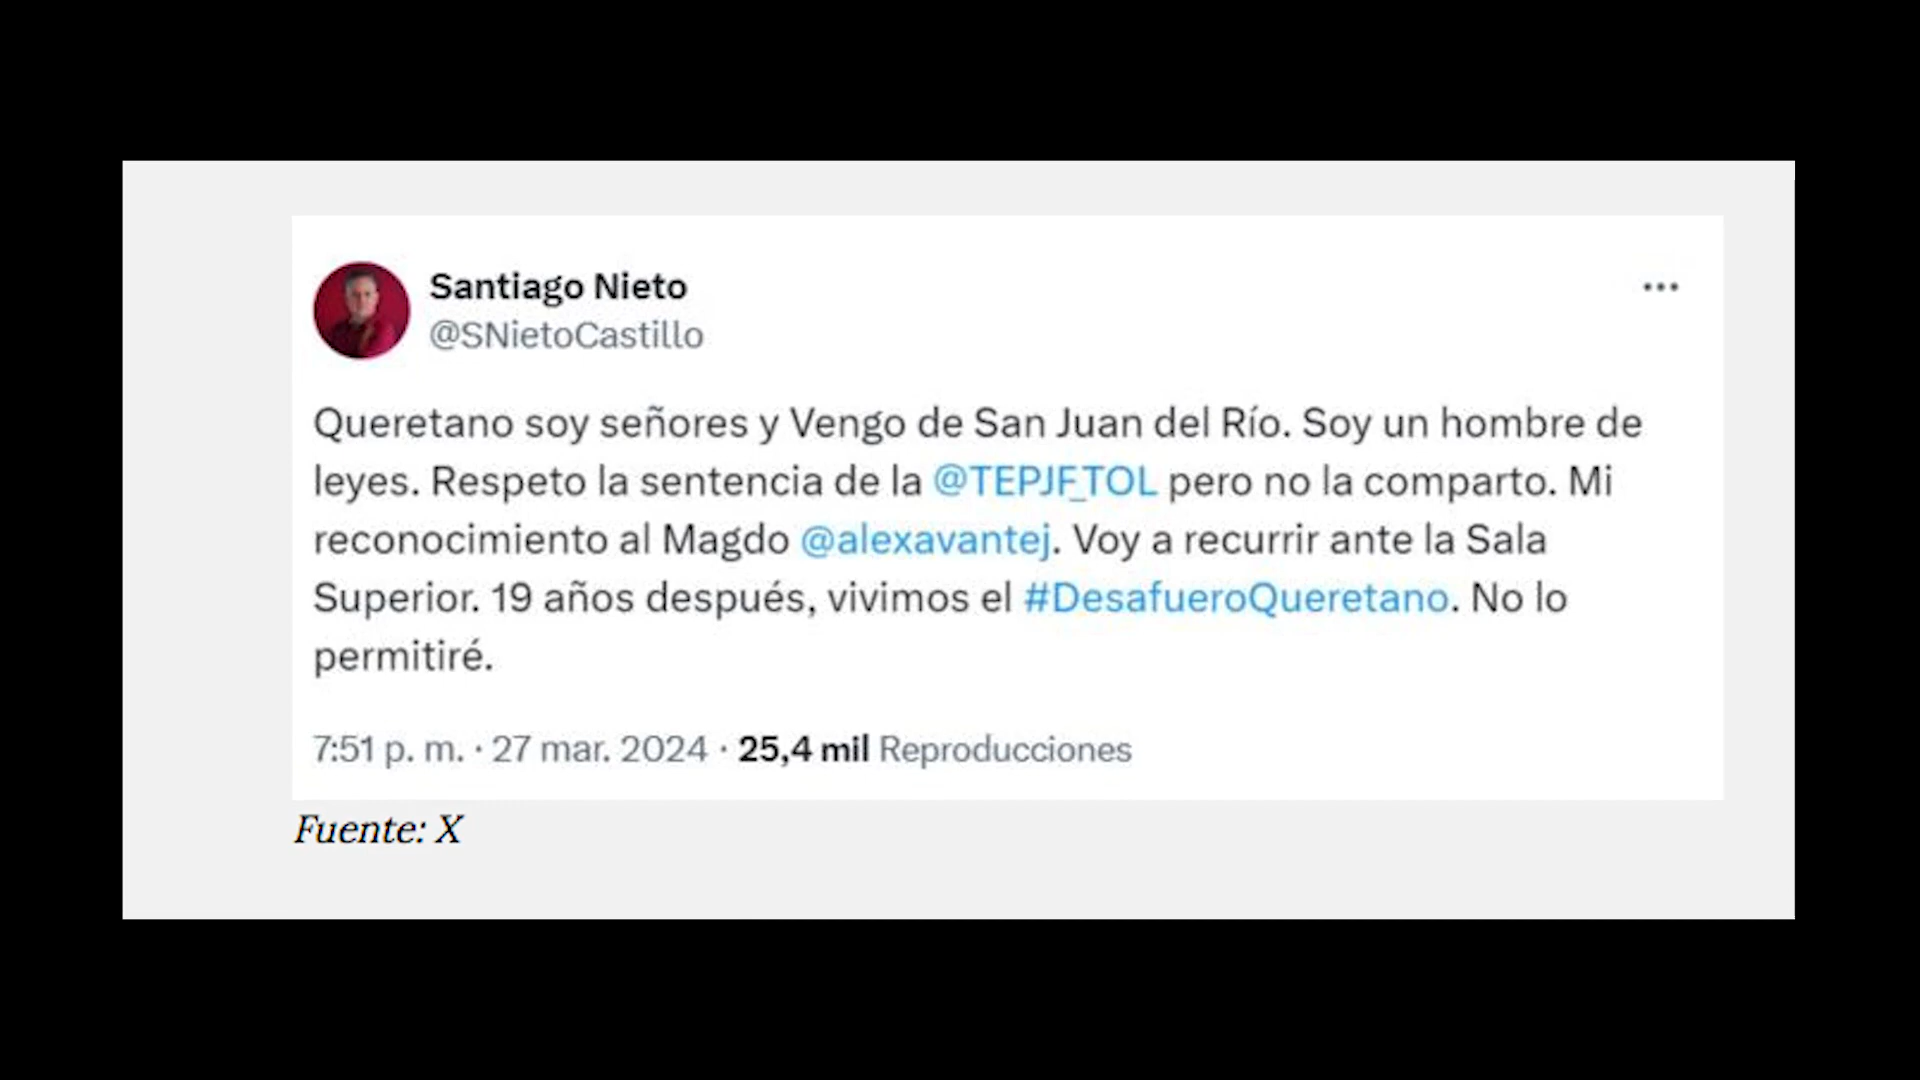 Santiago Nieto
@SNietoCastillo
Queretano soy señores y Vengo de San Juan del Río. Soy un hombre de
leyes. Respeto la sentencia de la @TEPJF_TOL pero no la comparto. Mi
reconocimiento al Magdo @alexavantej. Voy a recurrir ante la Sala
Superior. 19 años después, vivimos el #DesafueroQueretano. No lo
permitiré.
7:51 p. m. · 27 mar. 2024 · 25,4 mil Reproducciones
Fuente: X